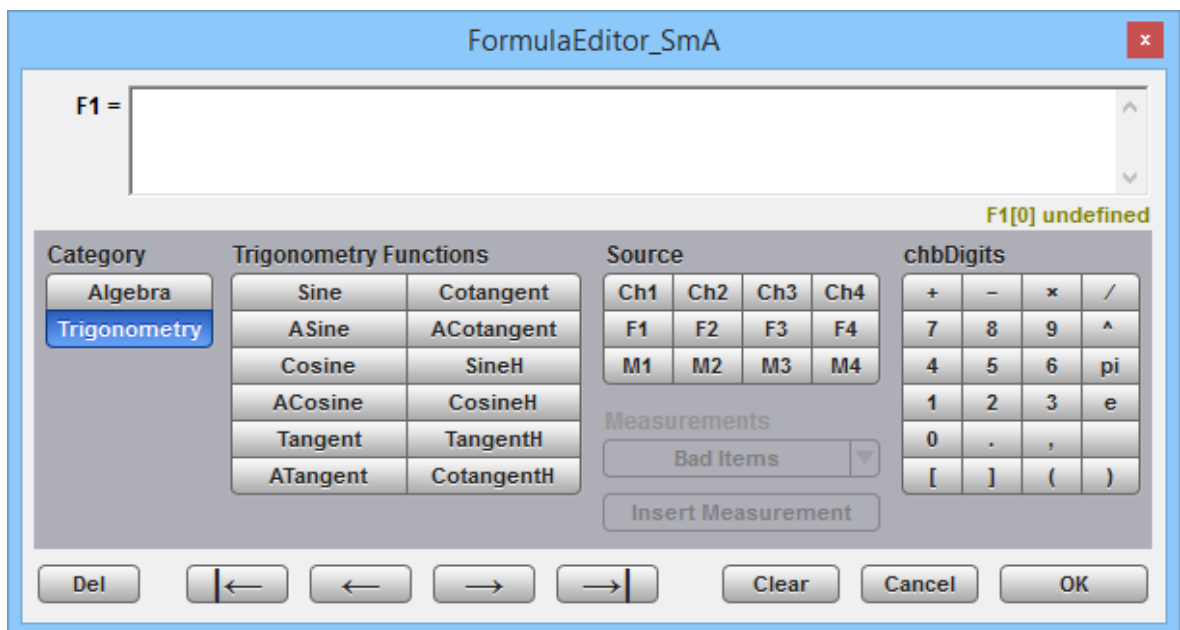 FormulaEditor_SmA
x
F1 =
F1[0] undefined
Category Trigonometry Functions Source chbDigits
Algebra Sine Cotangent Ch1 Ch2 Ch3 Ch4 + − × /
Trigonometry ASine ACotangent F1 F2 F3 F4 7 8 9 ^
Cosine SineH M1 M2 M3 M4 4 5 6 pi
ACosine CosineH 1 2 3 e
Measurements
Tangent TangentH 0 . ,
Bad Items
ATangent CotangentH [ ] ( )
Insert Measurement
Del |← ← → →| Clear Cancel OK